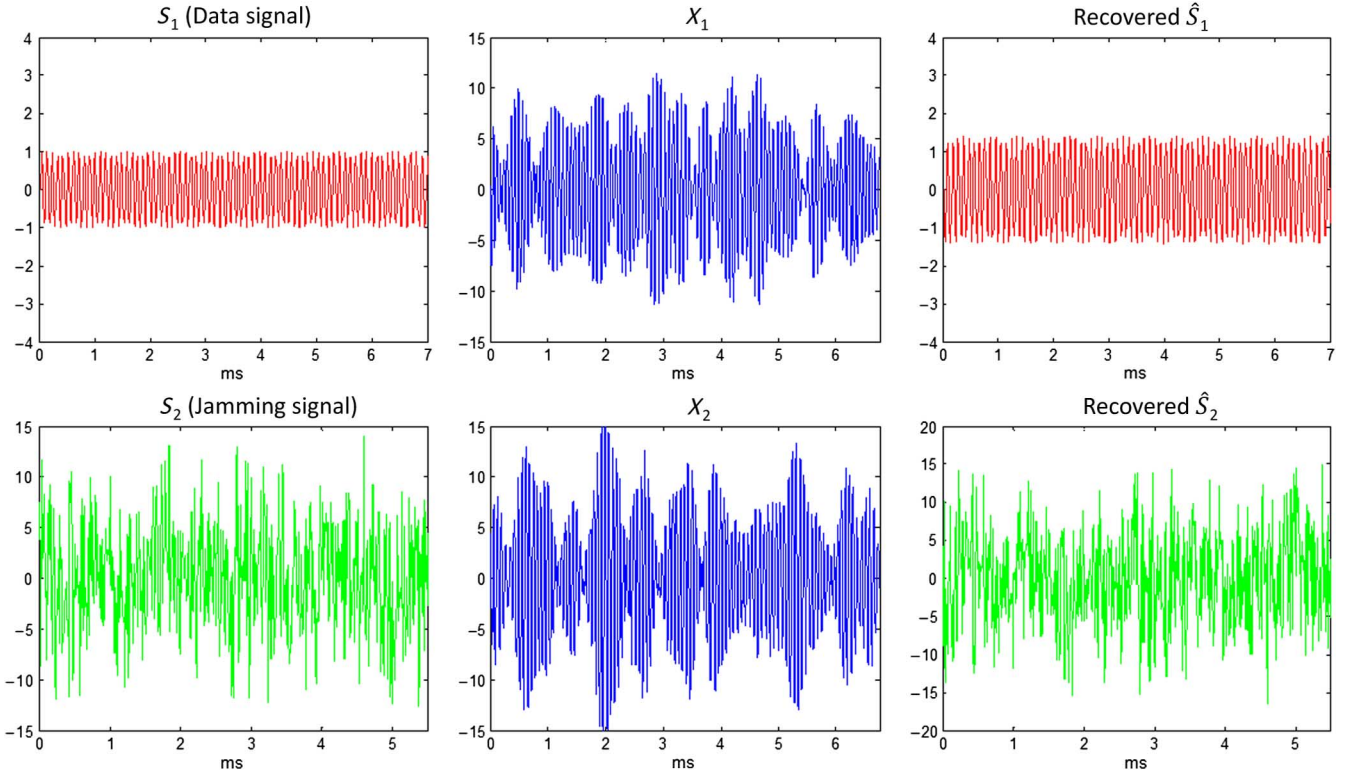 S₁ (Data signal)
4
3
2
1
0
−1
−2
−3
−4
0 1 2 3 4 5 6 7
ms
X₁
15
10
5
0
−5
−10
−15
0 1 2 3 4 5 6
ms
Recovered Ŝ₁
4
3
2
1
0
−1
−2
−3
−4
0 1 2 3 4 5 6 7
ms
S₂ (Jamming signal)
15
10
5
0
−5
−10
−15
0 1 2 3 4 5
ms
X₂
15
10
5
0
−5
−10
−15
0 1 2 3 4 5 6
ms
Recovered Ŝ₂
20
15
10
5
0
−5
−10
−15
−20
0 1 2 3 4 5
ms